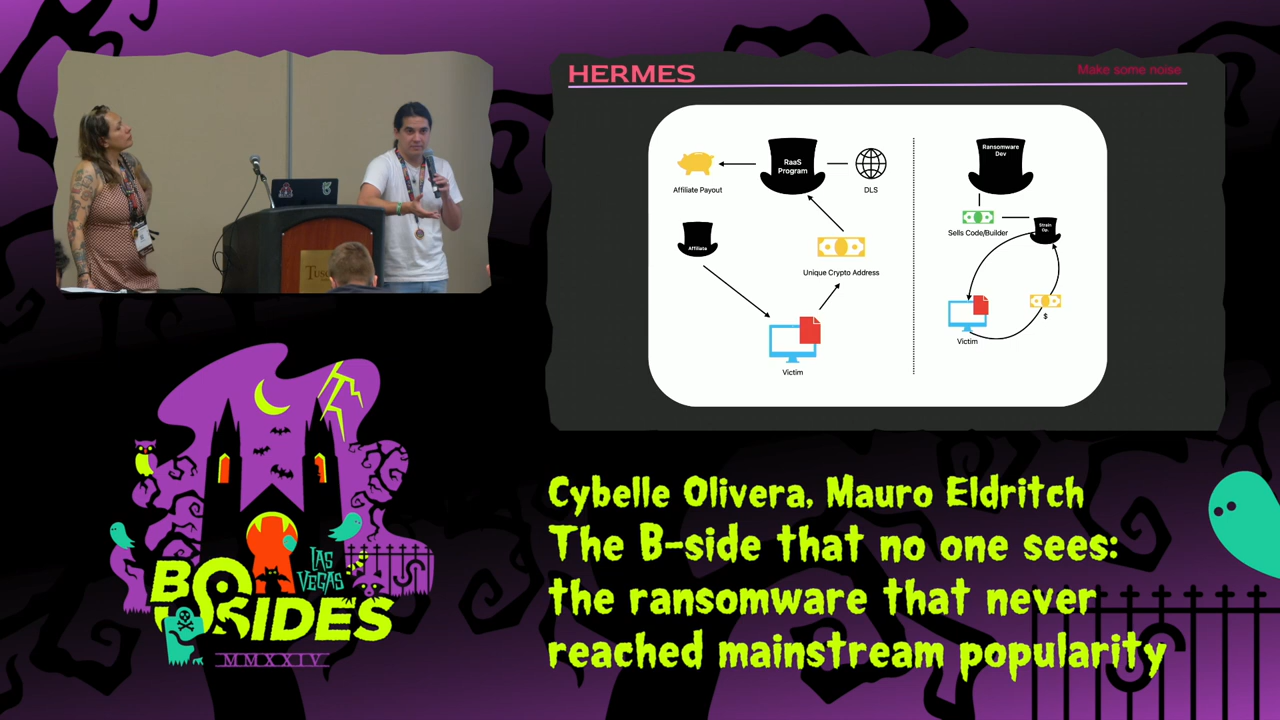 HERMES
Make some noise
RaaS
Program
Affiliate Payout
DLS
Affiliate
Unique Crypto Address
Victim
Ransomware
Dev
Sells Code/Builder
Strain
Op.
Victim
$
BSIDES
LAS
VEGAS
MMXXIV
Cybelle Olivera, Mauro Eldritch
The B-side that no one sees:
the ransomware that never
reached mainstream popularity